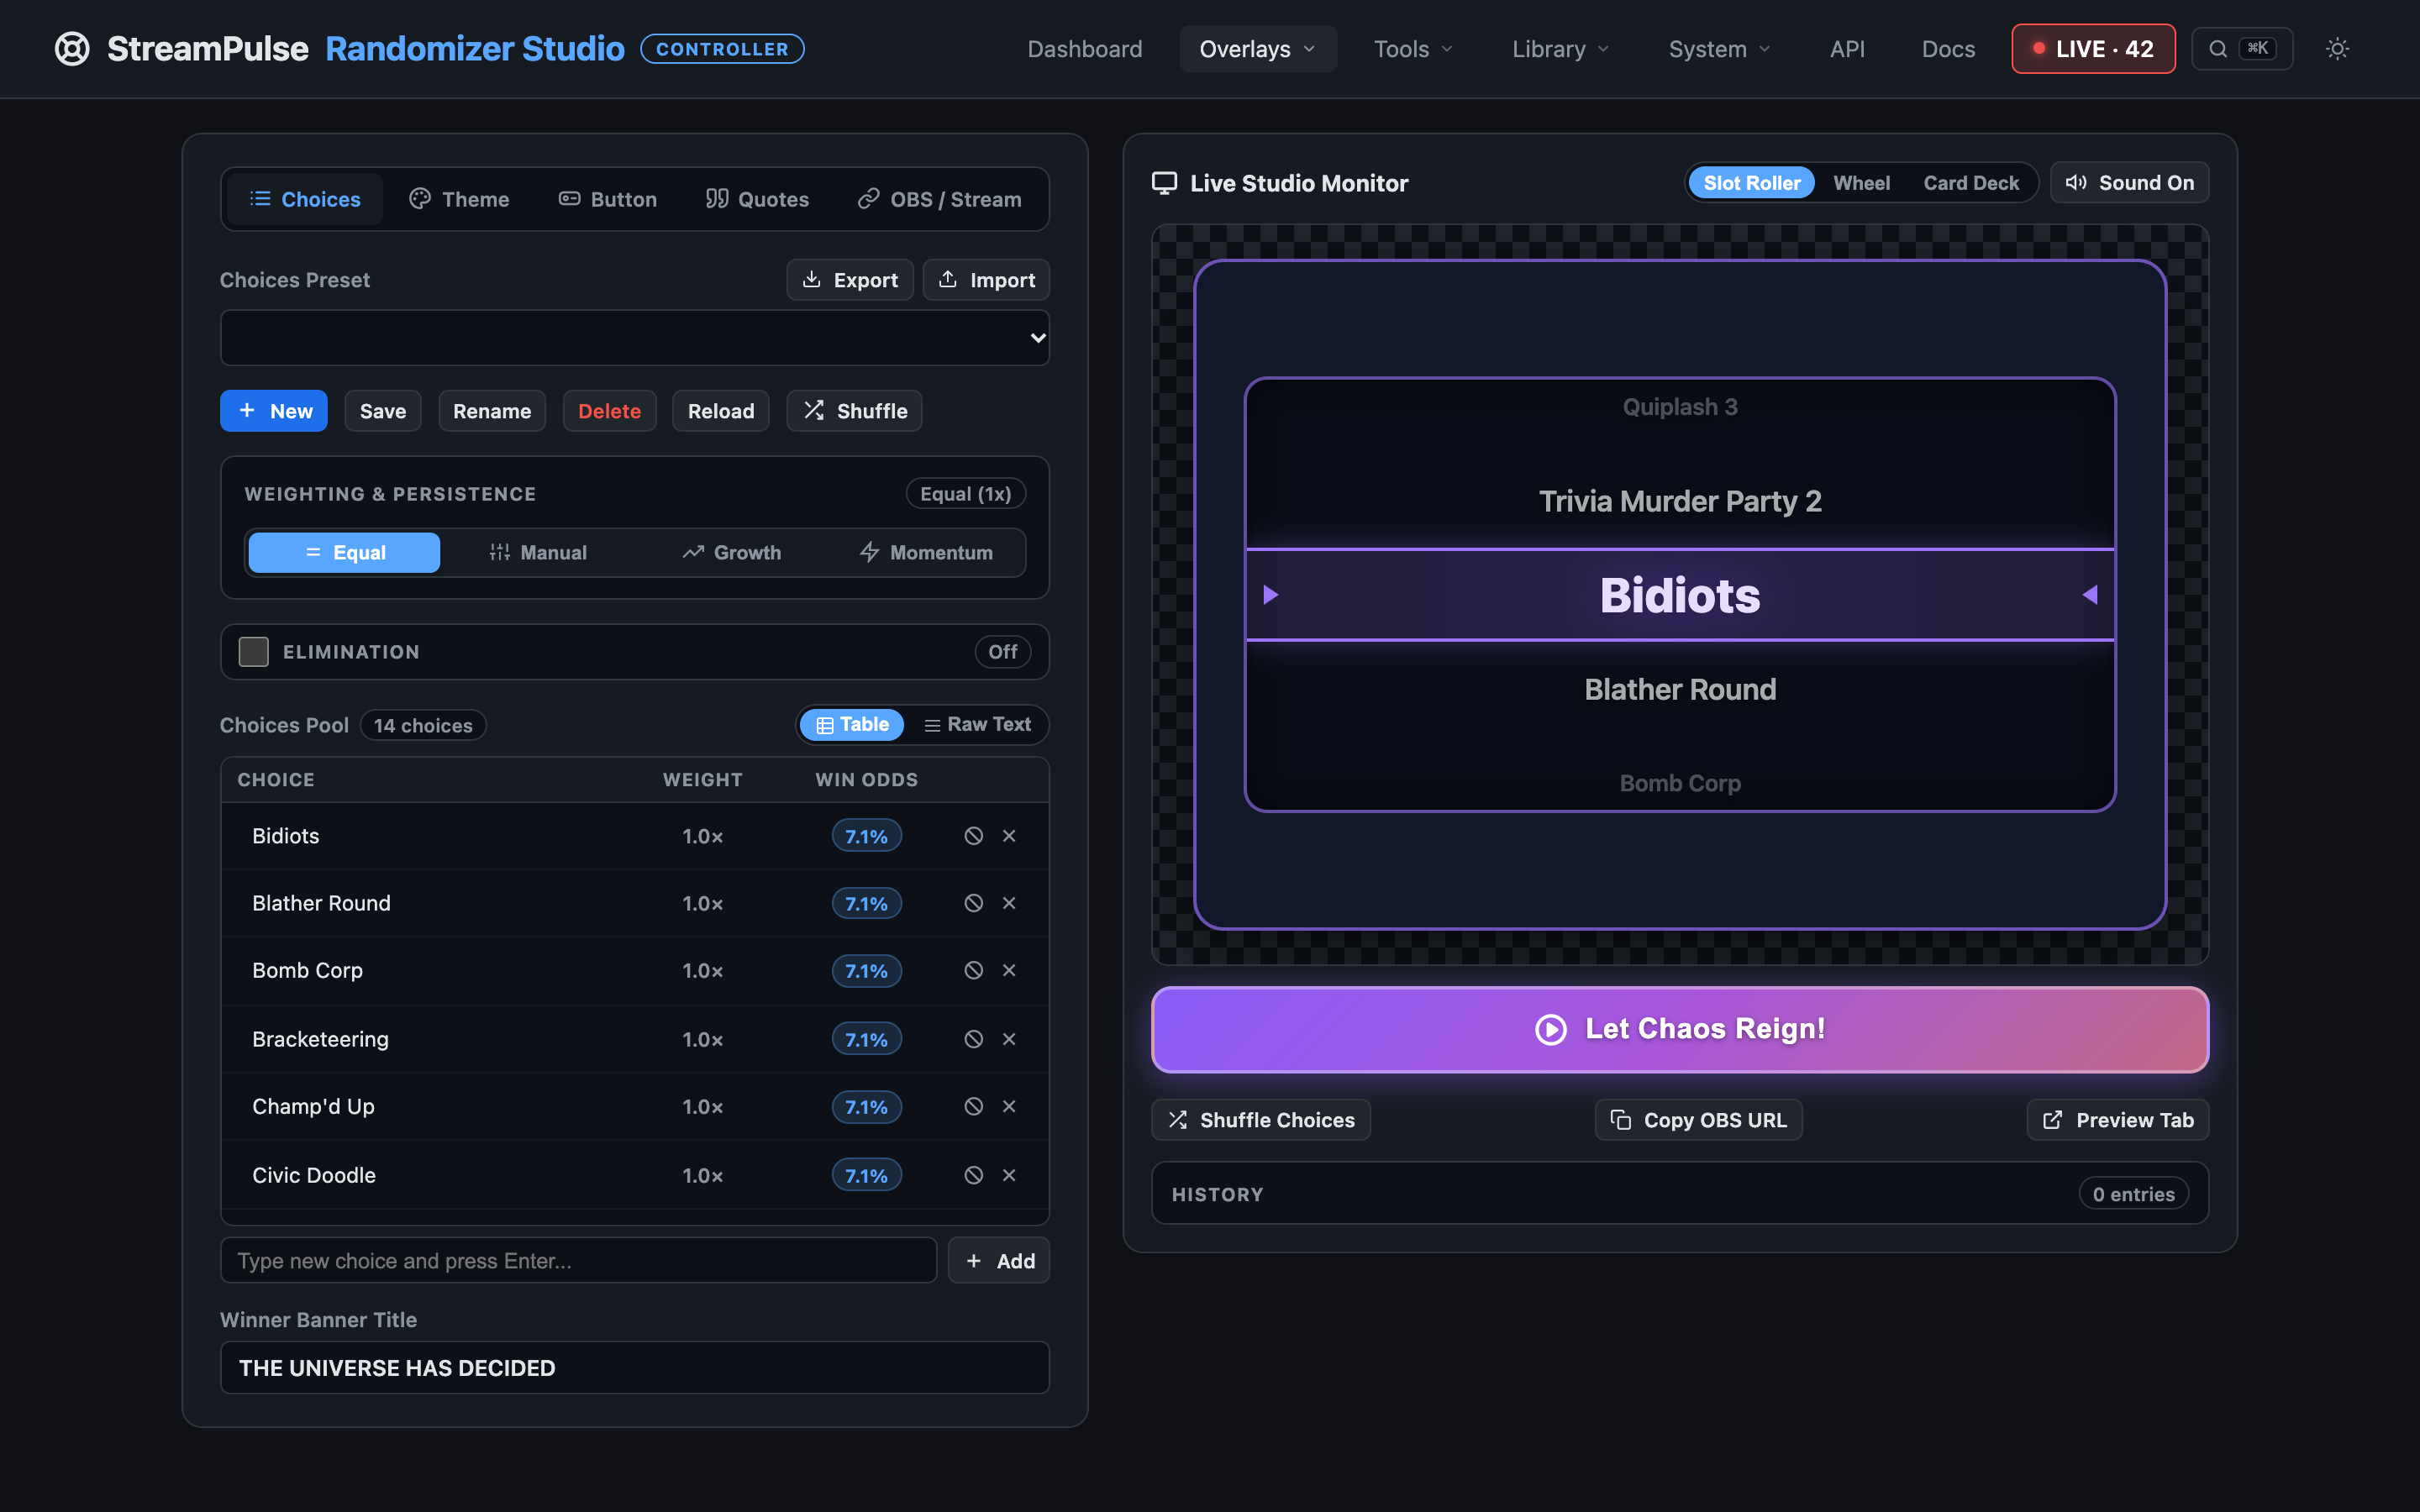 StreamPulse Randomizer Studio CONTROLLER
Dashboard Overlays Tools Library System API Docs LIVE · 42 ⌘K
Choices Theme Button Quotes OBS / Stream
Choices Preset Export Import
New Save Rename Delete Reload Shuffle
WEIGHTING & PERSISTENCE Equal (1x)
Equal Manual Growth Momentum
ELIMINATION Off
Choices Pool 14 choices Table Raw Text
CHOICE WEIGHT WIN ODDS
Bidiots 1.0× 7.1%
Blather Round 1.0× 7.1%
Bomb Corp 1.0× 7.1%
Bracketeering 1.0× 7.1%
Champ'd Up 1.0× 7.1%
Civic Doodle 1.0× 7.1%
Type new choice and press Enter...
Add
Winner Banner Title
THE UNIVERSE HAS DECIDED
Live Studio Monitor Slot Roller Wheel Card Deck Sound On
Quiplash 3
Trivia Murder Party 2
Bidiots
Blather Round
Bomb Corp
Let Chaos Reign!
Shuffle Choices Copy OBS URL Preview Tab
HISTORY 0 entries